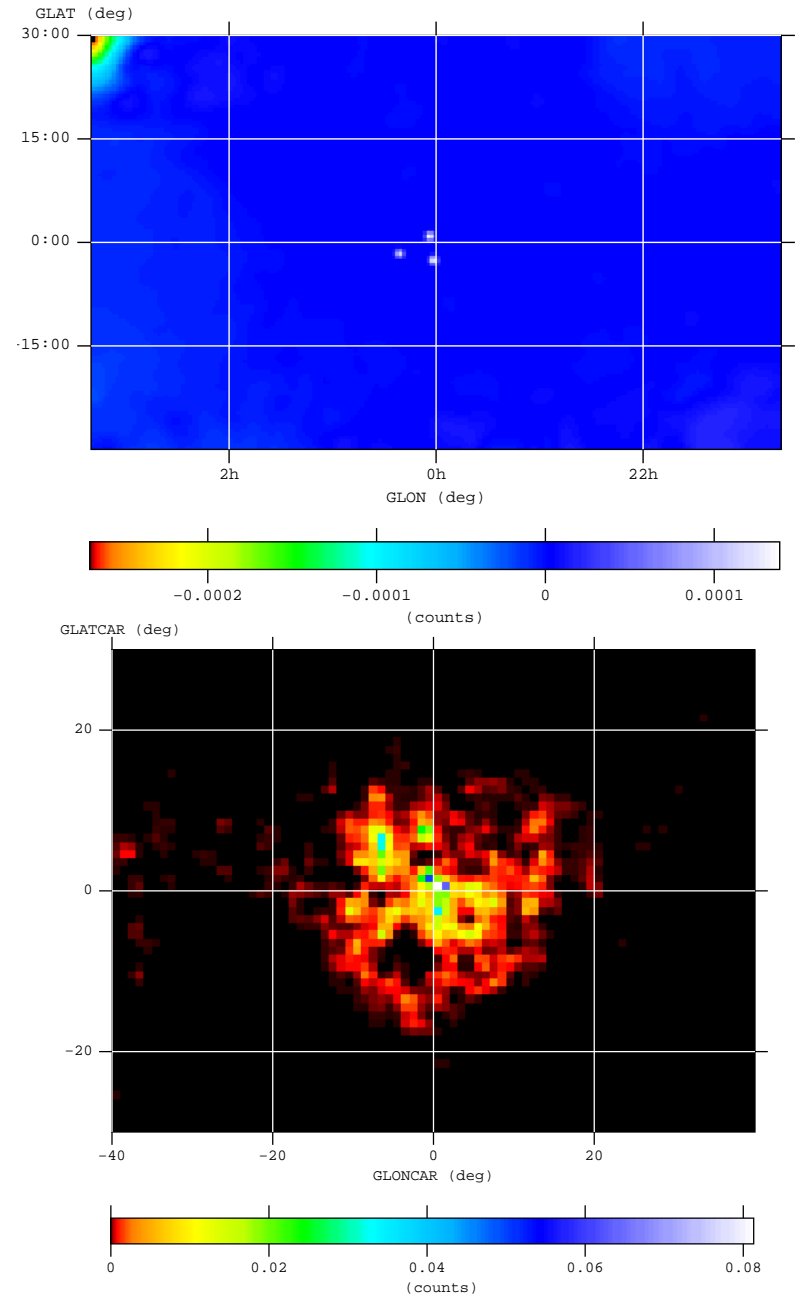 GLAT (deg)
30:00
15:00
0:00
-15:00
2h 0h 22h
GLON (deg)
-0.0002 -0.0001 0 0.0001
(counts)
GLATCAR (deg)
20
0
-20
-40 -20 0 20
GLONCAR (deg)
0 0.02 0.04 0.06 0.08
(counts)